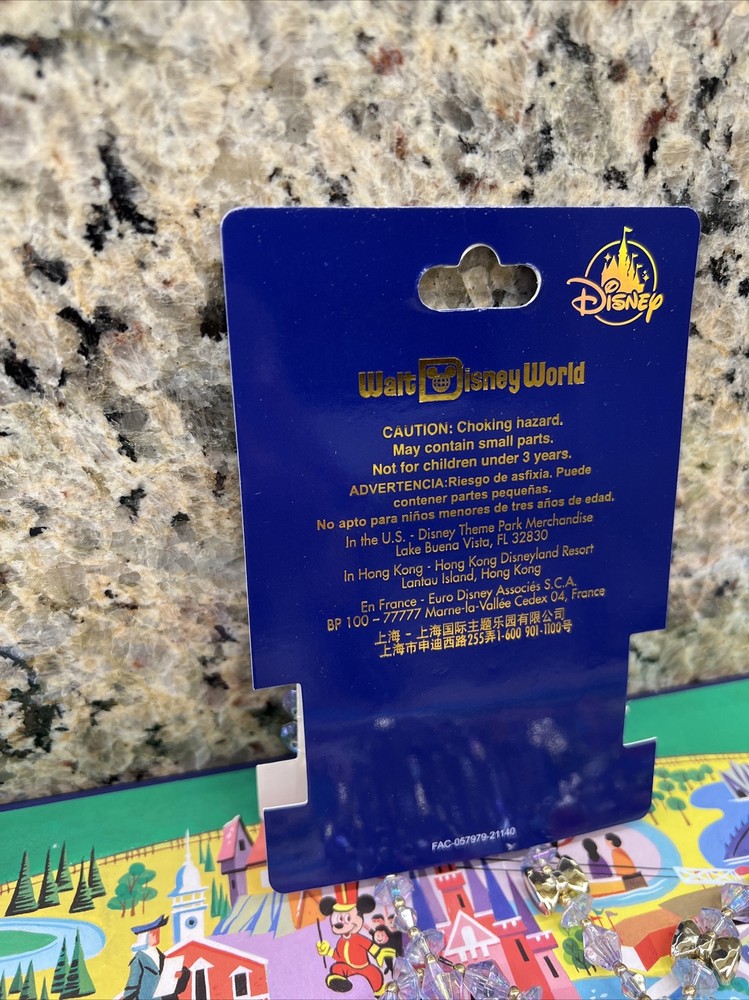 Disney
Walt Disney World
CAUTION: Choking hazard.
May contain small parts.
Not for children under 3 years.
ADVERTENCIA:Riesgo de asfixia. Puede
contener partes pequeñas.
No apto para niños menores de tres años de edad.
In the U.S. - Disney Theme Park Merchandise
Lake Buena Vista, FL 32830
In Hong Kong - Hong Kong Disneyland Resort
Lantau Island, Hong Kong
En France - Euro Disney Associés S.C.A.
BP 100 – 77777 Marne-la-Vallée Cedex 04, France
上海 - 上海国际主题乐园有限公司
上海市申迪西路255弄1-600 901-1100号
FAC-057979-21140